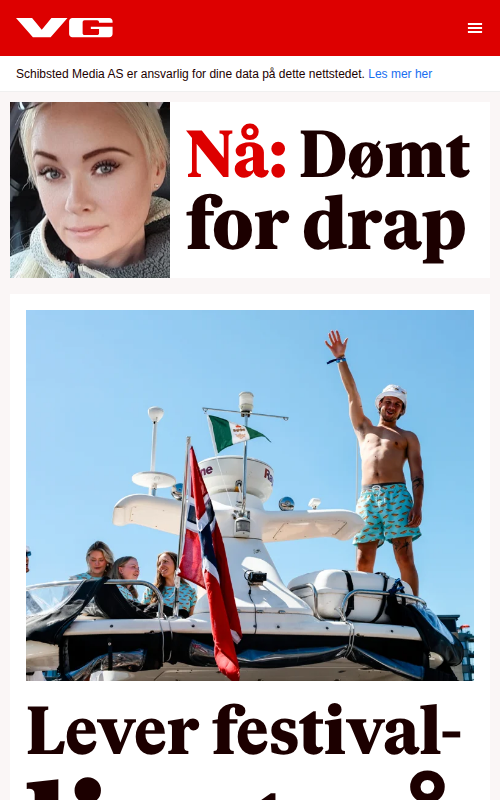 VG
Schibsted Media AS er ansvarlig for dine data på dette nettstedet. Les mer her
Nå: Dømt
for drap
Lever festival-